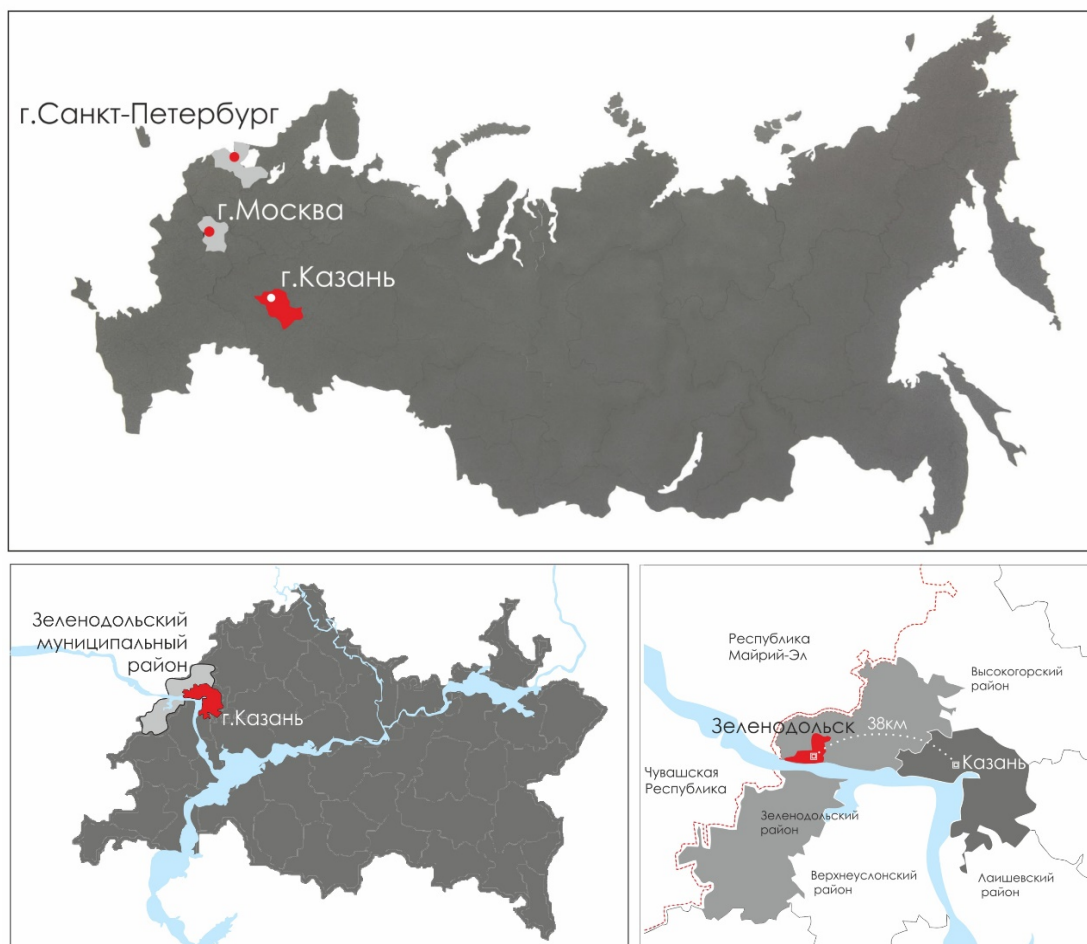 г.Санкт-Петербург
г.Москва
г.Казань
Зеленодольский
муниципальный
район
г.Казань
Республика
Майрий-Эл
Высокогорский
район
38км
Зеленодольск
Казань
Чувашская
Республика
Зеленодольский
район
Верхнеуслонский
район
Лаишевский
район